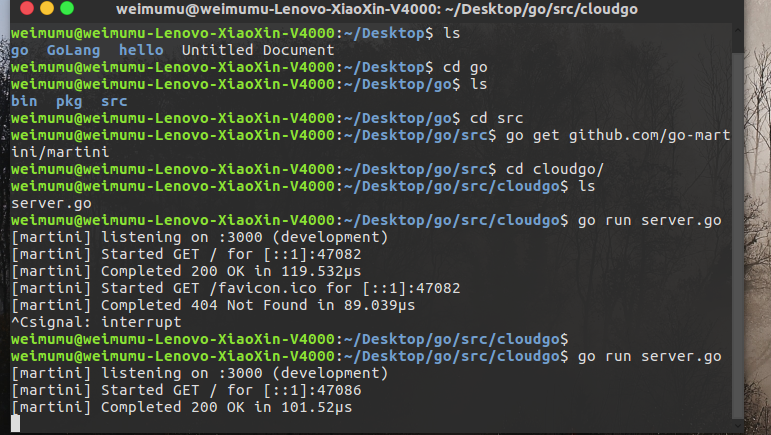 weimumu@weimumu-Lenovo-XiaoXin-V4000: ~/Desktop/go/src/cloudgo
weimumu@weimumu-Lenovo-XiaoXin-V4000:~/Desktop$ ls
go  GoLang  hello  Untitled Document
weimumu@weimumu-Lenovo-XiaoXin-V4000:~/Desktop$ cd go
weimumu@weimumu-Lenovo-XiaoXin-V4000:~/Desktop/go$ ls
bin  pkg  src
weimumu@weimumu-Lenovo-XiaoXin-V4000:~/Desktop/go$ cd src
weimumu@weimumu-Lenovo-XiaoXin-V4000:~/Desktop/go/src$ go get github.com/go-mart
ini/martini
weimumu@weimumu-Lenovo-XiaoXin-V4000:~/Desktop/go/src$ cd cloudgo/
weimumu@weimumu-Lenovo-XiaoXin-V4000:~/Desktop/go/src/cloudgo$ ls
server.go
weimumu@weimumu-Lenovo-XiaoXin-V4000:~/Desktop/go/src/cloudgo$ go run server.go
[martini] listening on :3000 (development)
[martini] Started GET / for [::1]:47082
[martini] Completed 200 OK in 119.532µs
[martini] Started GET /favicon.ico for [::1]:47082
[martini] Completed 404 Not Found in 89.039µs
^Csignal: interrupt
weimumu@weimumu-Lenovo-XiaoXin-V4000:~/Desktop/go/src/cloudgo$
weimumu@weimumu-Lenovo-XiaoXin-V4000:~/Desktop/go/src/cloudgo$ go run server.go
[martini] listening on :3000 (development)
[martini] Started GET / for [::1]:47086
[martini] Completed 200 OK in 101.52µs